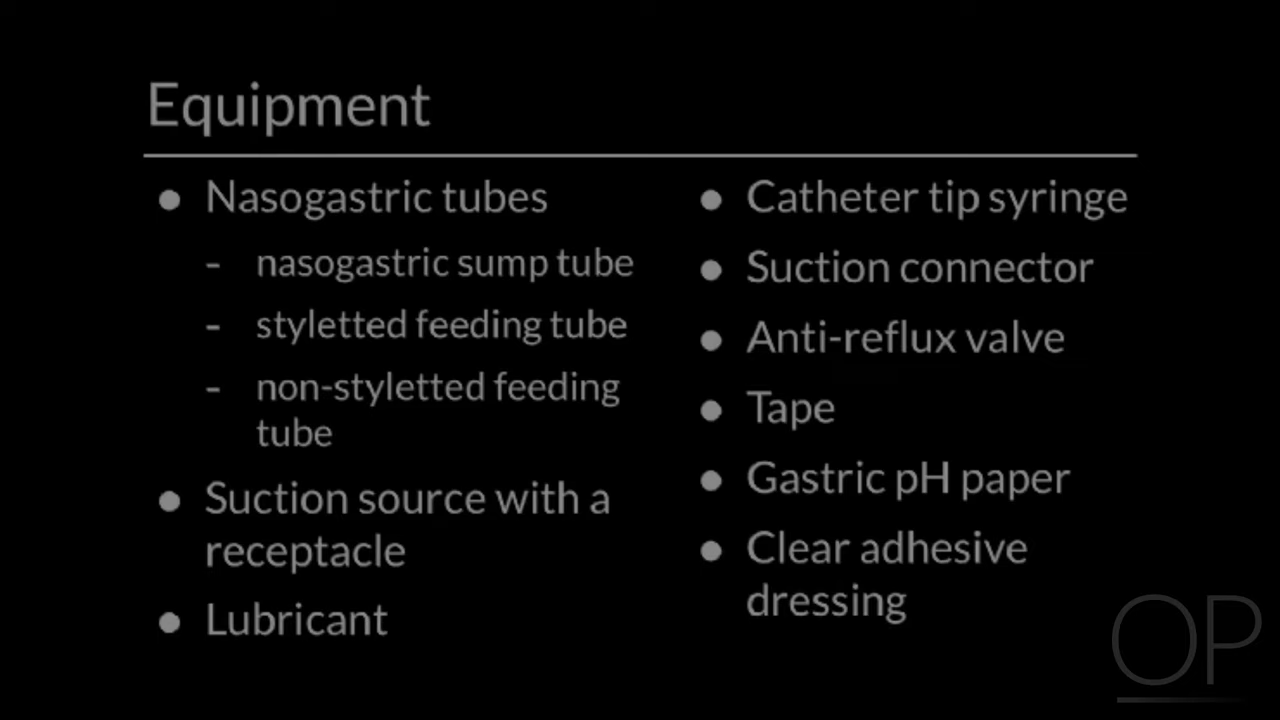 Equipment
● Nasogastric tubes
- nasogastric sump tube
- styletted feeding tube
- non-styletted feeding
tube
● Suction source with a
receptacle
● Lubricant
● Catheter tip syringe
● Suction connector
● Anti-reflux valve
● Tape
● Gastric pH paper
● Clear adhesive
dressing
OP